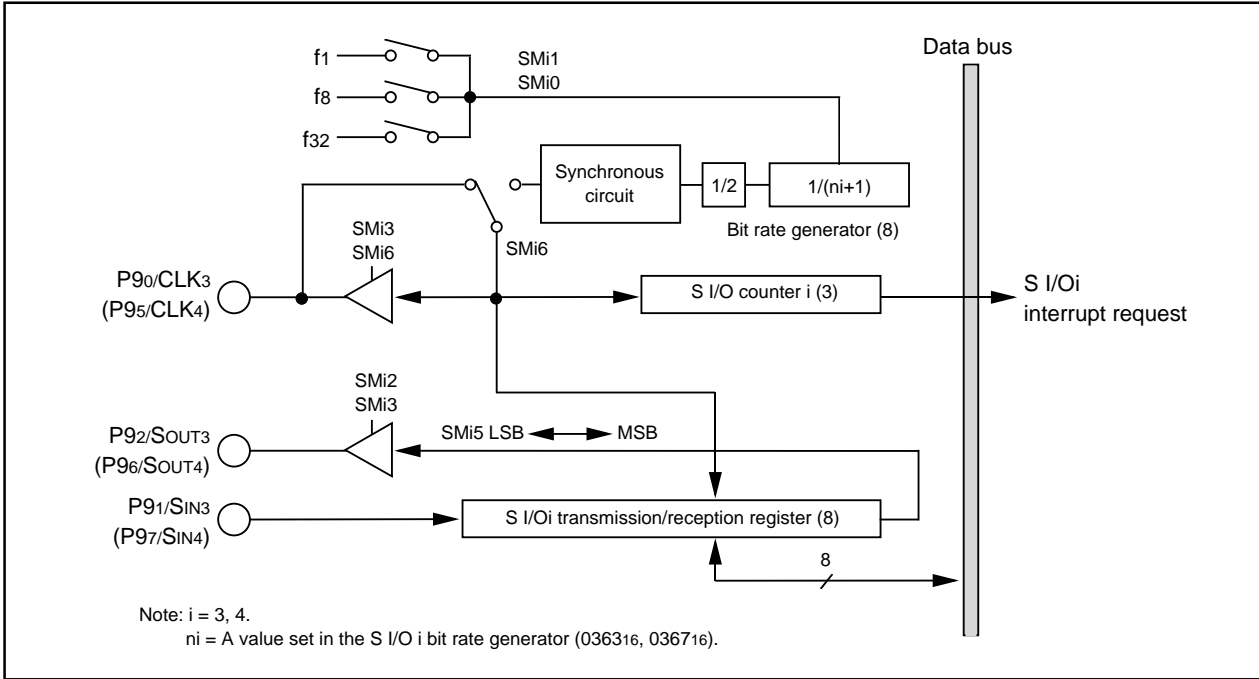 Data bus
f1
SMi1
SMi0
f8
f32
Synchronous
circuit
1/2
1/(ni+1)
Bit rate generator (8)
SMi6
SMi3
SMi6
P90/CLK3
(P95/CLK4)
S I/O counter i (3)
S I/Oi
interrupt request
SMi2
SMi3
SMi5 LSB
MSB
P92/SOUT3
(P96/SOUT4)
P91/SIN3
(P97/SIN4)
S I/Oi transmission/reception register (8)
8
Note: i = 3, 4.
ni = A value set in the S I/O i bit rate generator (036316, 036716).